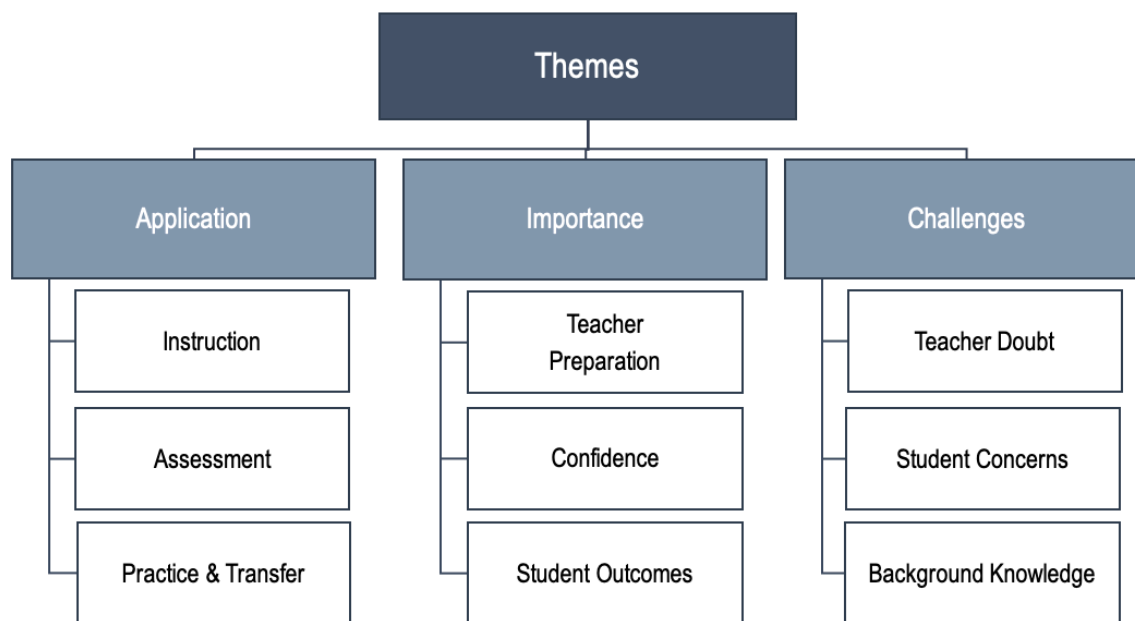 Themes
Application
Importance
Challenges
Instruction
Teacher
Preparation
Teacher Doubt
Assessment
Confidence
Student Concerns
Practice & Transfer
Student Outcomes
Background Knowledge